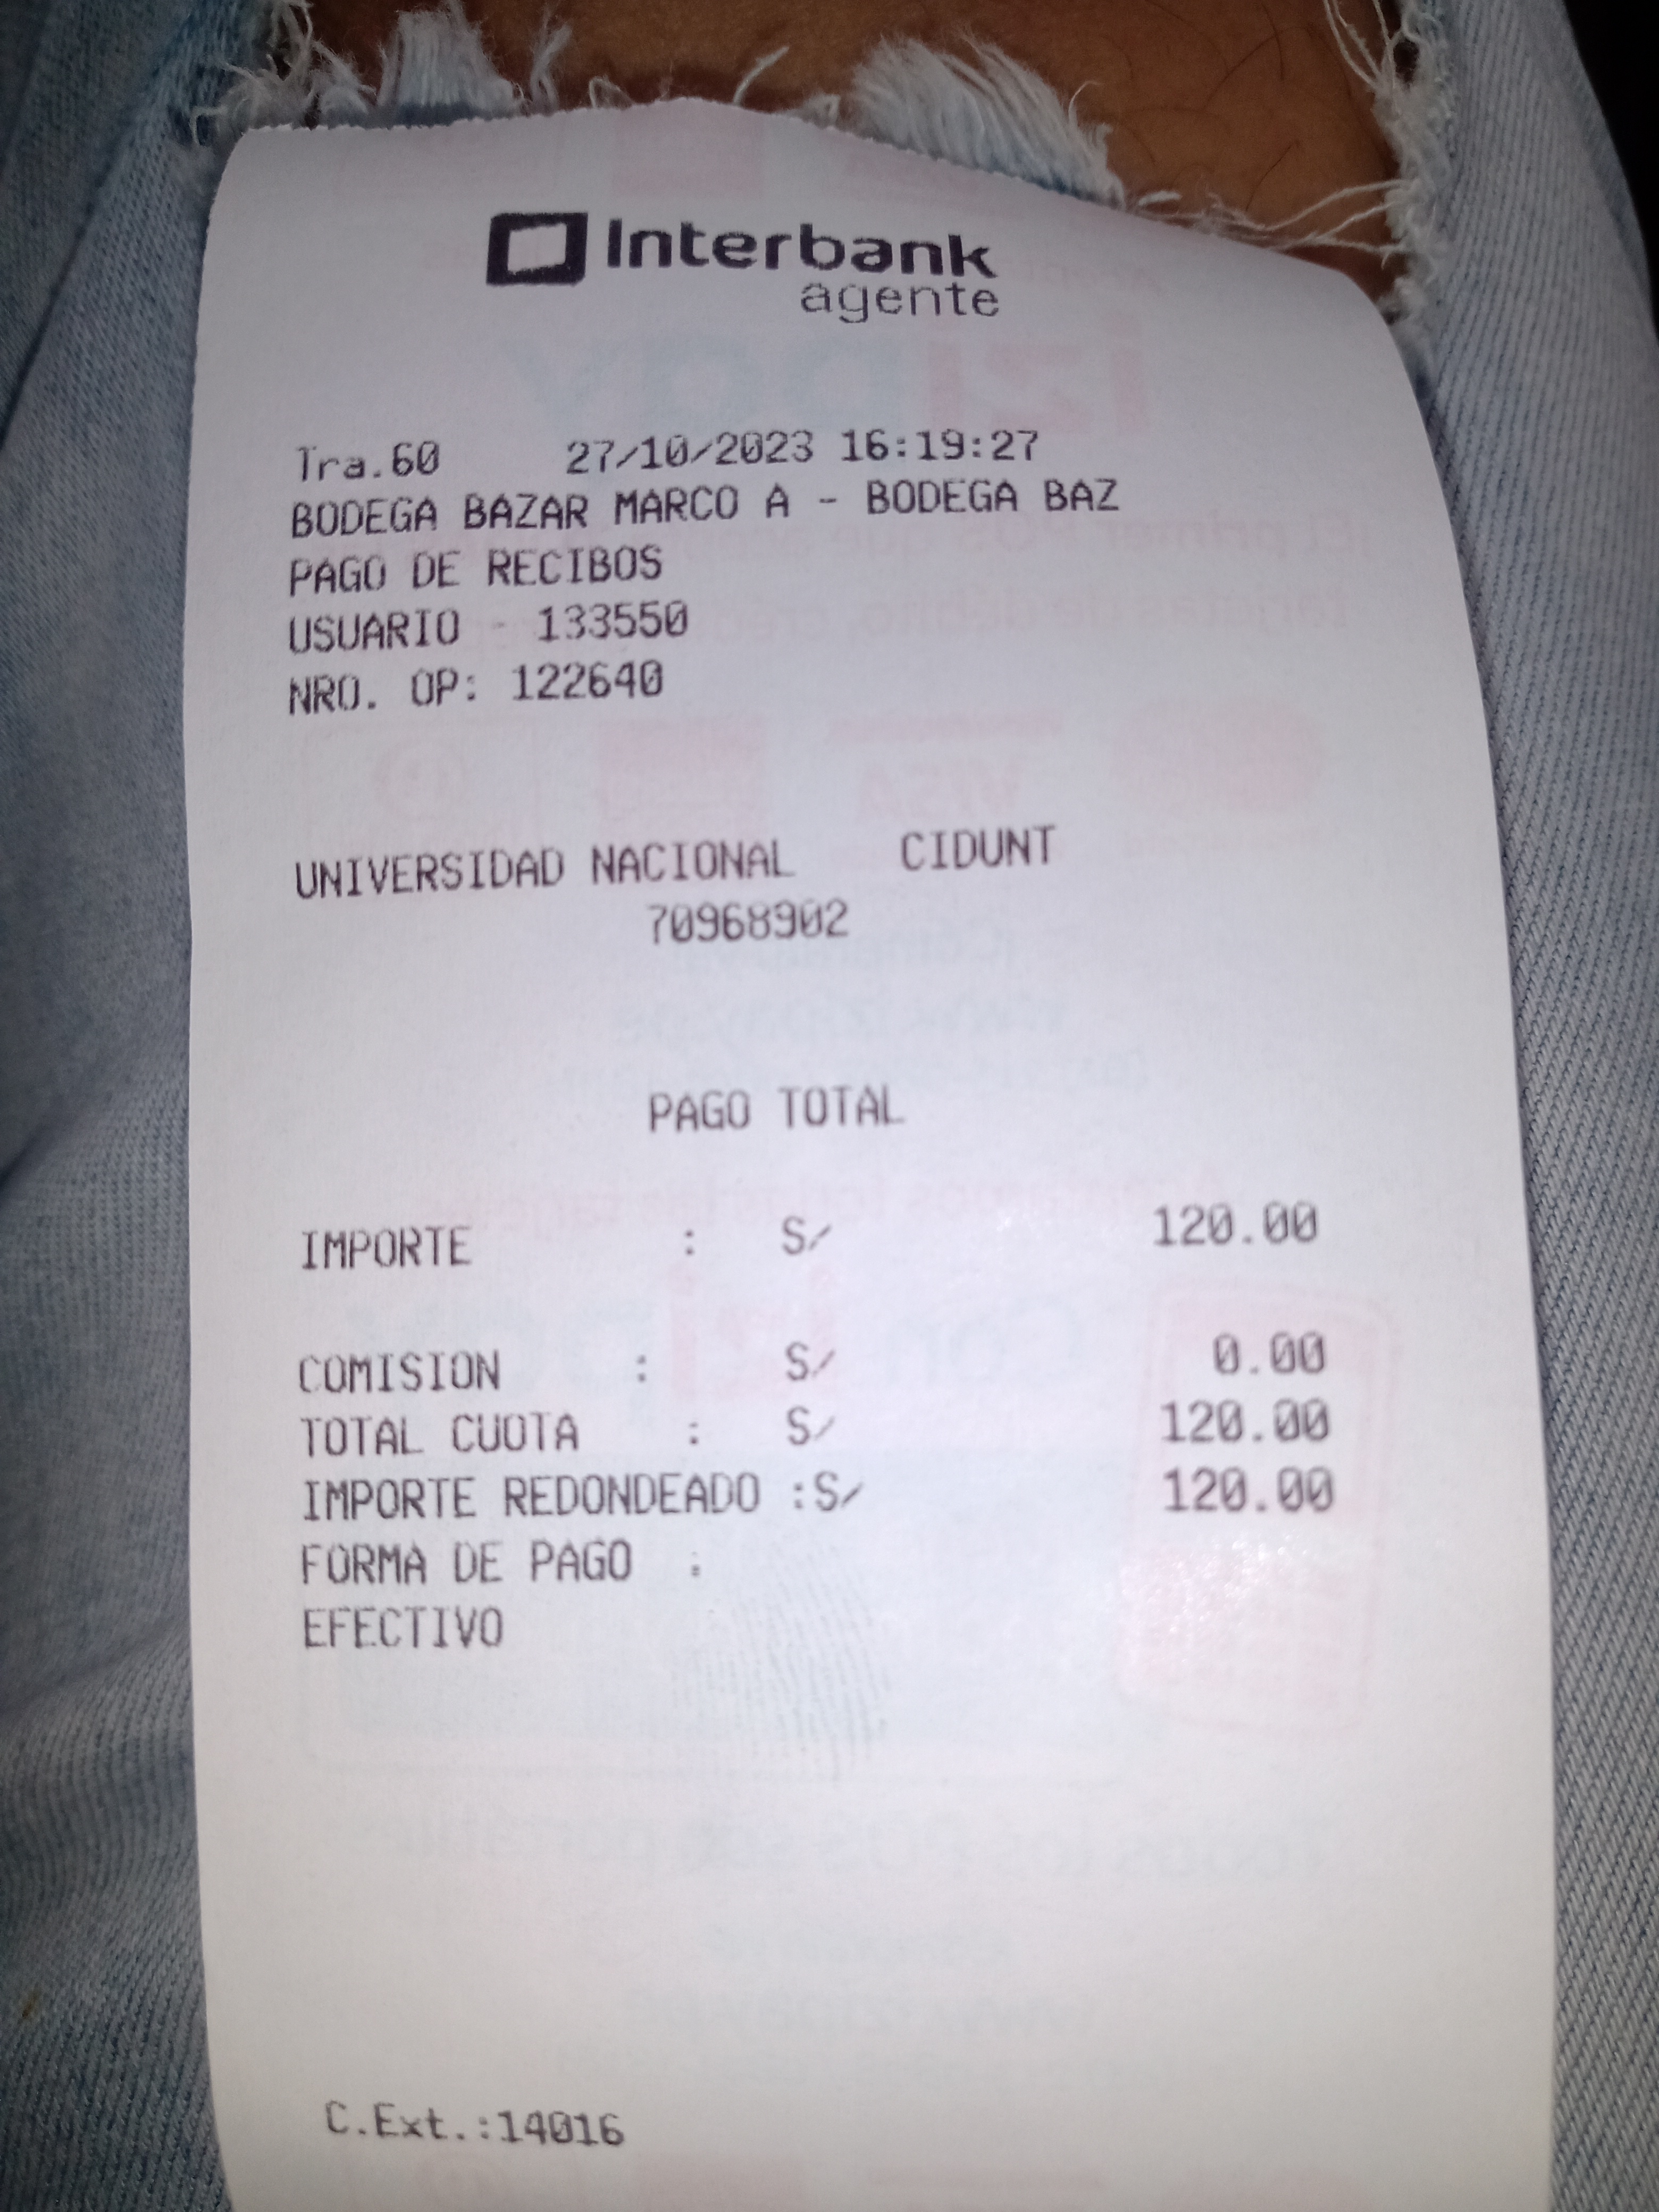 Interbank
agente
Tra.60 27/10/2023 16:19:27
BODEGA BAZAR MARCO A - BODEGA BAZ
PAGO DE RECIBOS
USUARIO - 133550
NRO. OP: 122640
UNIVERSIDAD NACIONAL CIDUNT
70968902
PAGO TOTAL
IMPORTE : S/ 120.00
COMISION : S/ 0.00
TOTAL CUOTA : S/ 120.00
IMPORTE REDONDEADO :S/ 120.00
FORMA DE PAGO :
EFECTIVO
C.Ext.:14016